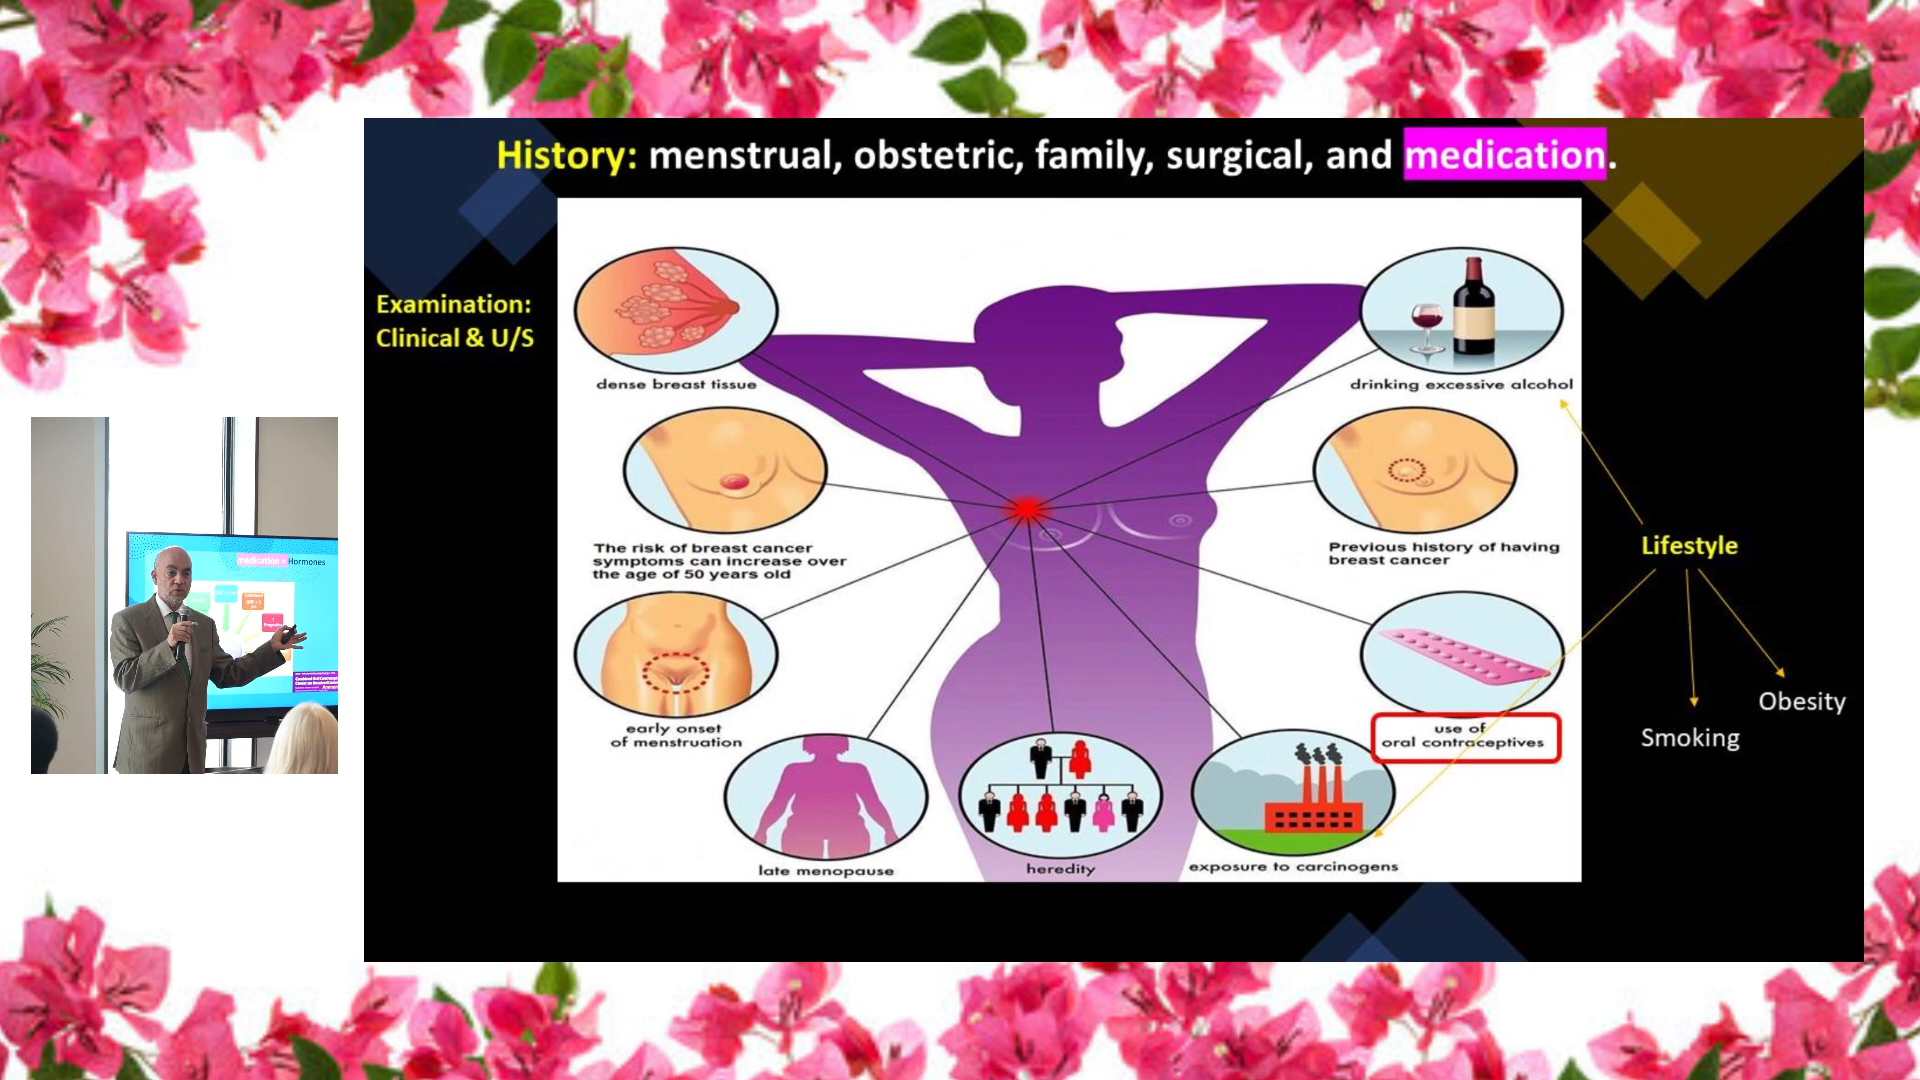 History: menstrual, obstetric, family, surgical, and medication.
Examination:
Clinical & U/S
dense breast tissue
drinking excessive alcohol
The risk of breast cancer
symptoms can increase over
the age of 50 years old
Previous history of having
breast cancer
Lifestyle
early onset
of menstruation
use of
oral contraceptives
Obesity
Smoking
late menopause
heredity
exposure to carcinogens
medication
Hormones